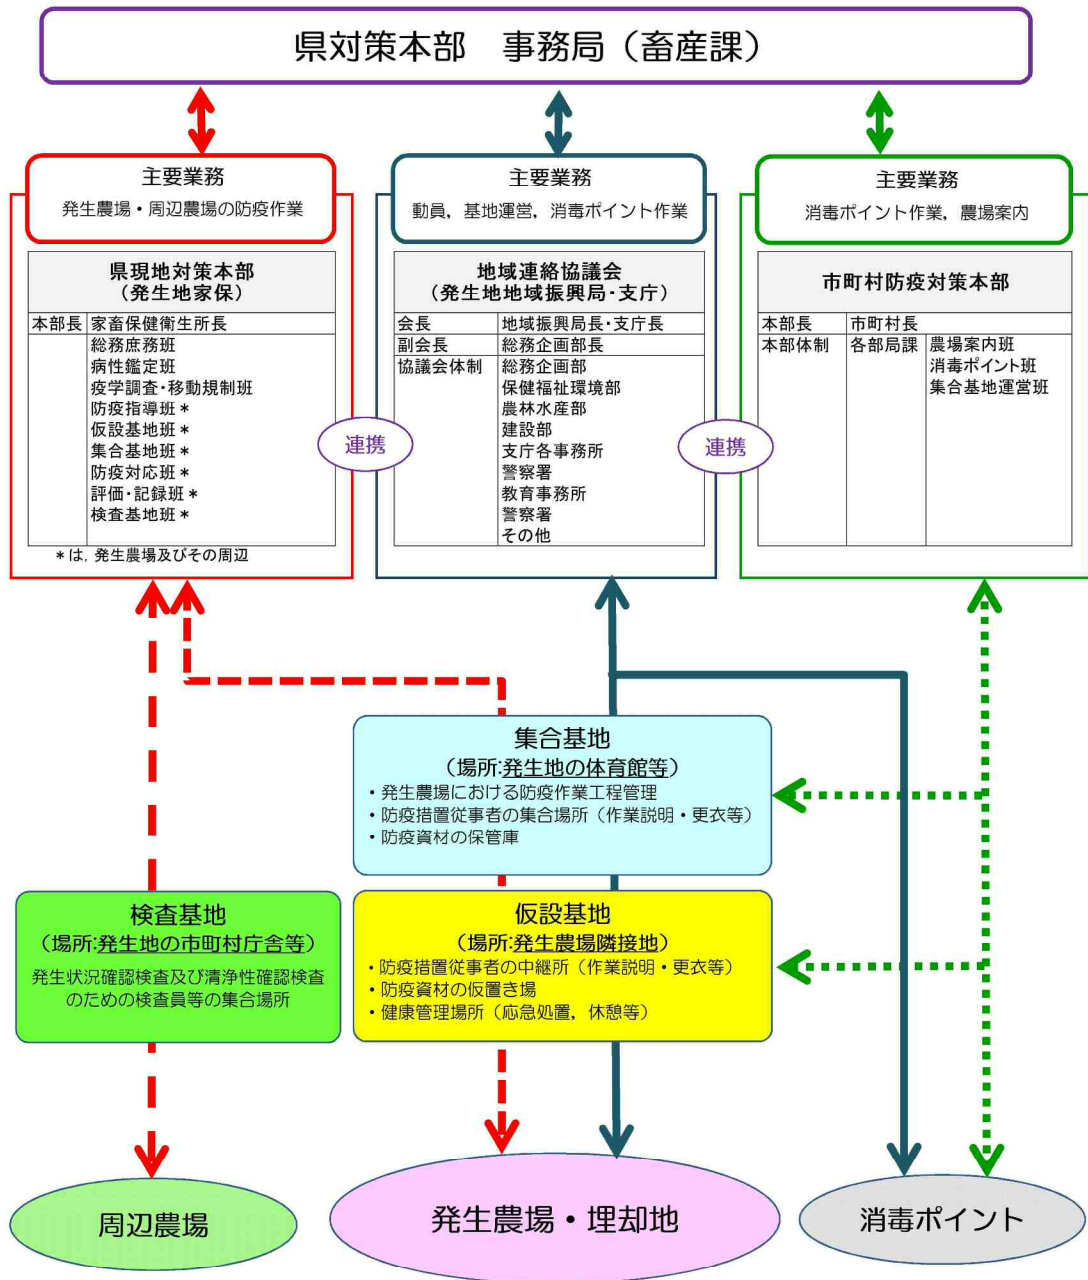 県対策本部　事務局（畜産課）
主要業務
発生農場・周辺農場の防疫作業
県現地対策本部
（発生地家保）
本部長 家畜保健衛生所長
総務庶務班
病性鑑定班
疫学調査・移動規制班
防疫指導班＊
仮設基地班＊
集合基地班＊
防疫対応班＊
評価・記録班＊
検査基地班＊
＊は，発生農場及びその周辺
連携
主要業務
動員，基地運営，消毒ポイント作業
地域連絡協議会
（発生地地域振興局・支庁）
会長 地域振興局長・支庁長
副会長 総務企画部長
協議会体制 総務企画部
保健福祉環境部
農林水産部
建設部
支庁各事務所
警察署
教育事務所
警察署
その他
連携
主要業務
消毒ポイント作業，農場案内
市町村防疫対策本部
本部長 市町村長
本部体制 各部局課 農場案内班
消毒ポイント班
集合基地運営班
集合基地
（場所:発生地の体育館等）
・発生農場における防疫作業工程管理
・防疫措置従事者の集合場所（作業説明・更衣等）
・防疫資材の保管庫
検査基地
（場所:発生地の市町村庁舎等）
発生状況確認検査及び清浄性確認検査
のための検査員等の集合場所
仮設基地
（場所:発生農場隣接地）
・防疫措置従事者の中継所（作業説明・更衣等）
・防疫資材の仮置き場
・健康管理場所（応急処置，休憩等）
周辺農場
発生農場・埋却地
消毒ポイント